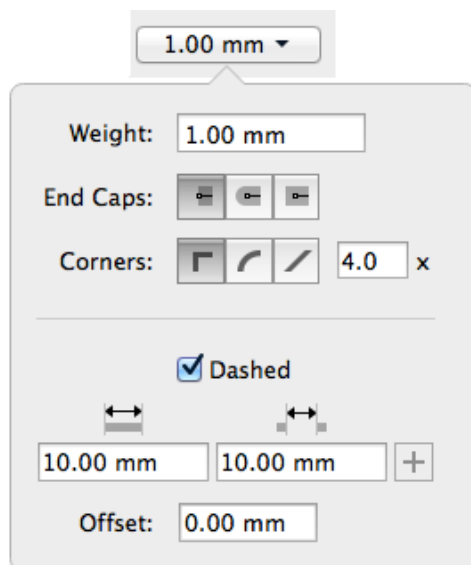 1.00 mm
Weight: 1.00 mm
End Caps:
Corners: 4.0 x
Dashed
10.00 mm 10.00 mm +
Offset: 0.00 mm